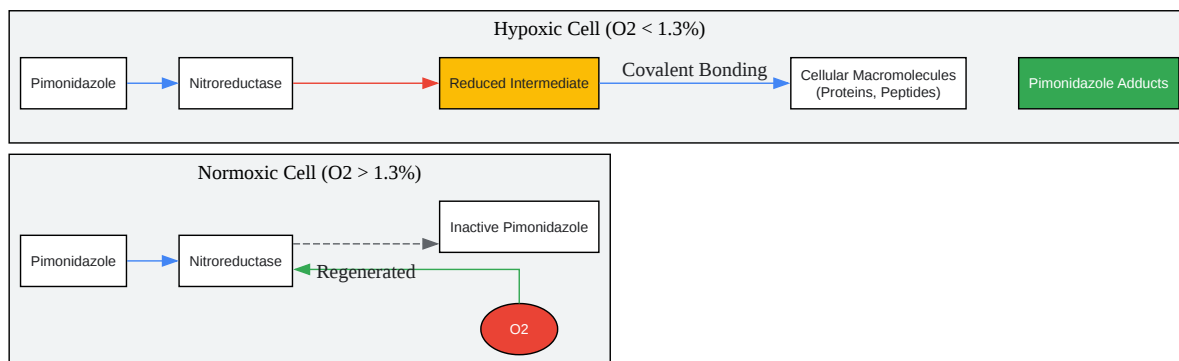 Hypoxic Cell (O2 < 1.3%)
Pimonidazole
Nitroreductase
Reduced Intermediate
Covalent Bonding
Cellular Macromolecules
(Proteins, Peptides)
Pimonidazole Adducts
Normoxic Cell (O2 > 1.3%)
Pimonidazole
Nitroreductase
Inactive Pimonidazole
Regenerated
O2